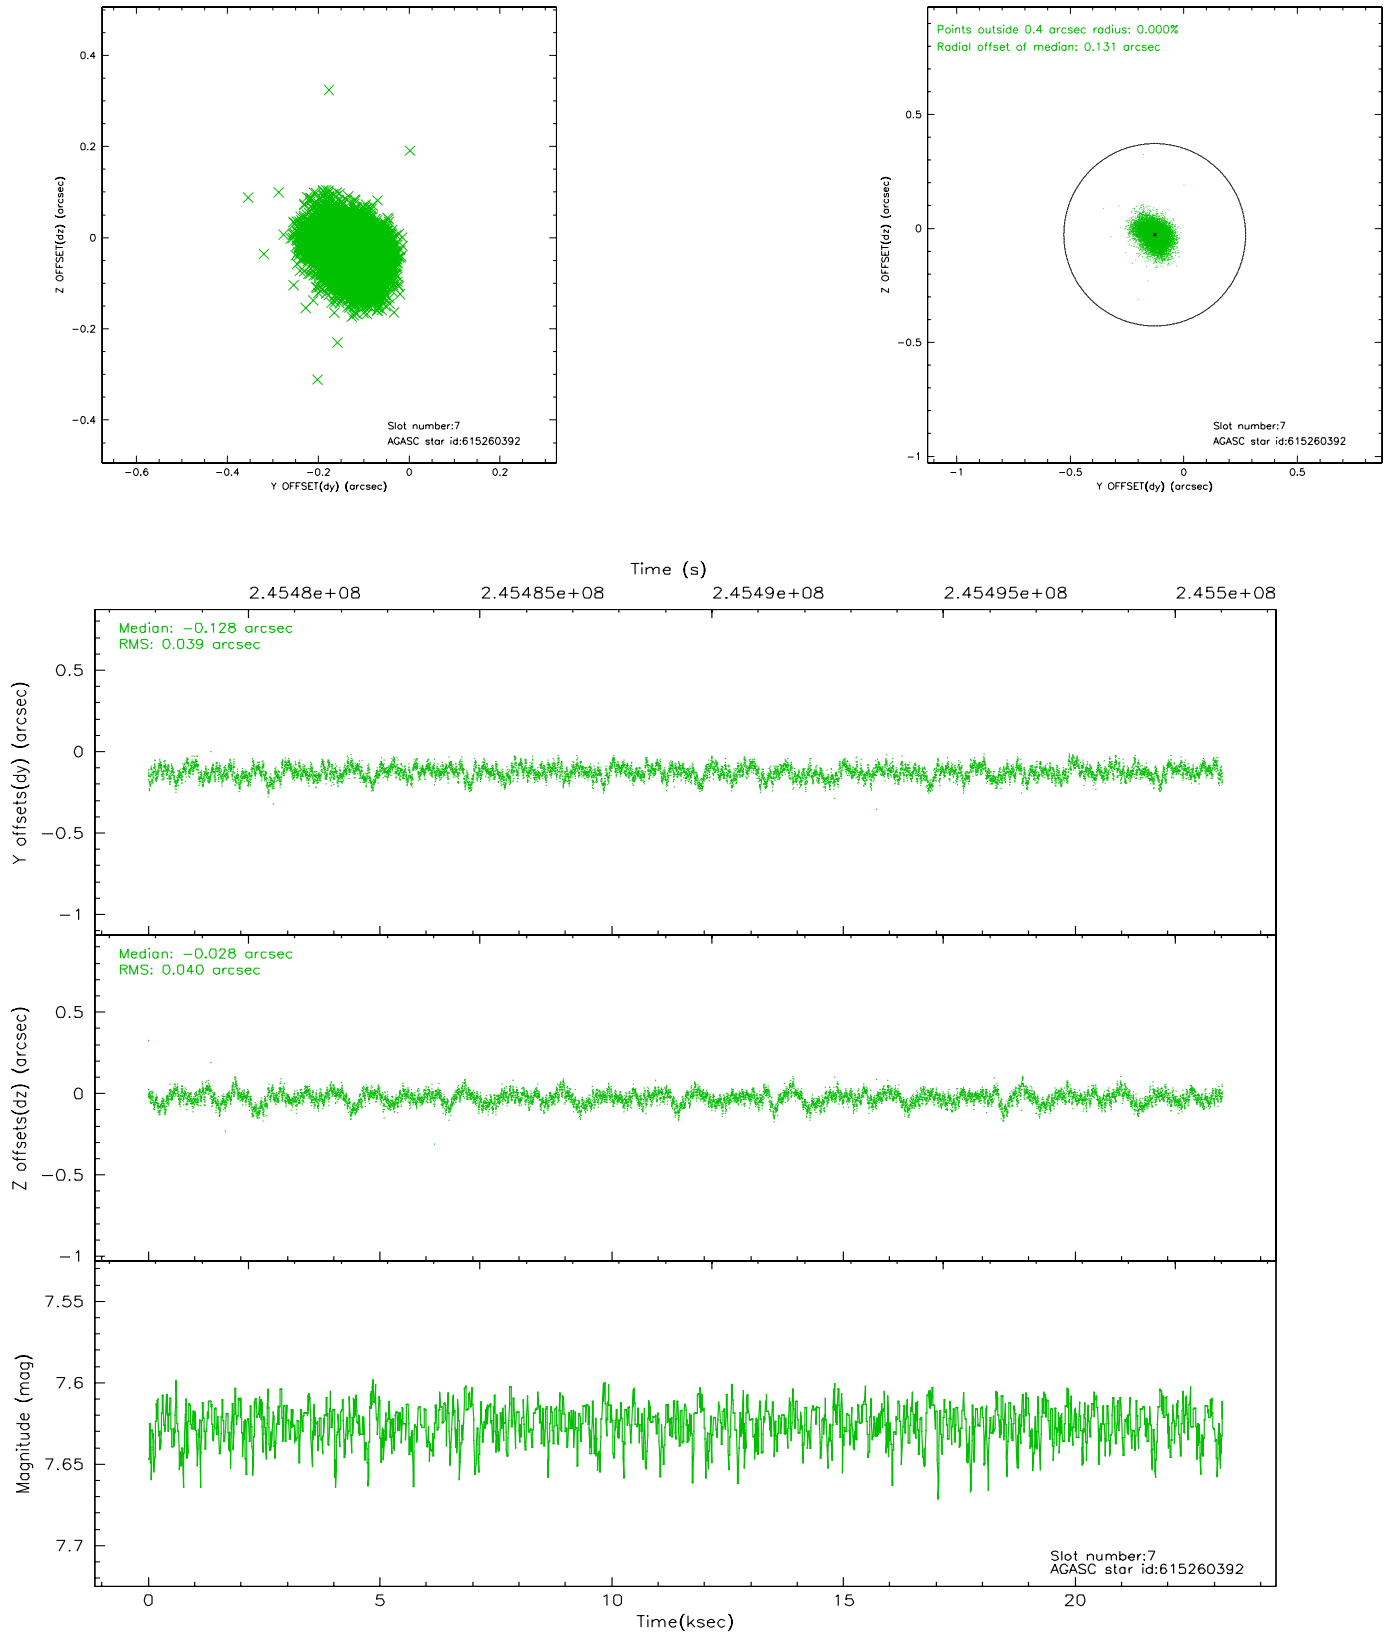 0.4
0.2
0
−0.2
−0.4
Z OFFSET(dz) (arcsec)
Slot number:7
AGASC star id:615260392
−0.6 −0.4 −0.2 0 0.2
Y OFFSET(dy) (arcsec)
Points outside 0.4 arcsec radius: 0.000%
Radial offset of median: 0.131 arcsec
0.5
0
−0.5
−1
Z OFFSET(dz) (arcsec)
Slot number:7
AGASC star id:615260392
−1 −0.5 0 0.5
Y OFFSET(dy) (arcsec)
Time (s)
2.4548e+08 2.45485e+08 2.4549e+08 2.45495e+08 2.455e+08
Median: −0.128 arcsec
RMS: 0.039 arcsec
0.5
0
−0.5
−1
Y offsets(dy) (arcsec)
Median: −0.028 arcsec
RMS: 0.040 arcsec
0.5
0
−0.5
−1
Z offsets(dz) (arcsec)
7.55
7.6
7.65
7.7
Magnitude (mag)
Slot number:7
AGASC star id:615260392
0 5 10 15 20
Time(ksec)